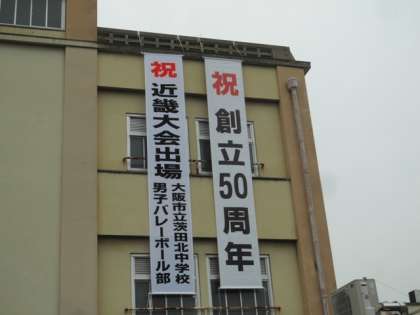 祝 近畿大会出場
大阪市立茨田北中学校
男子バレーボール部
祝 創立50周年